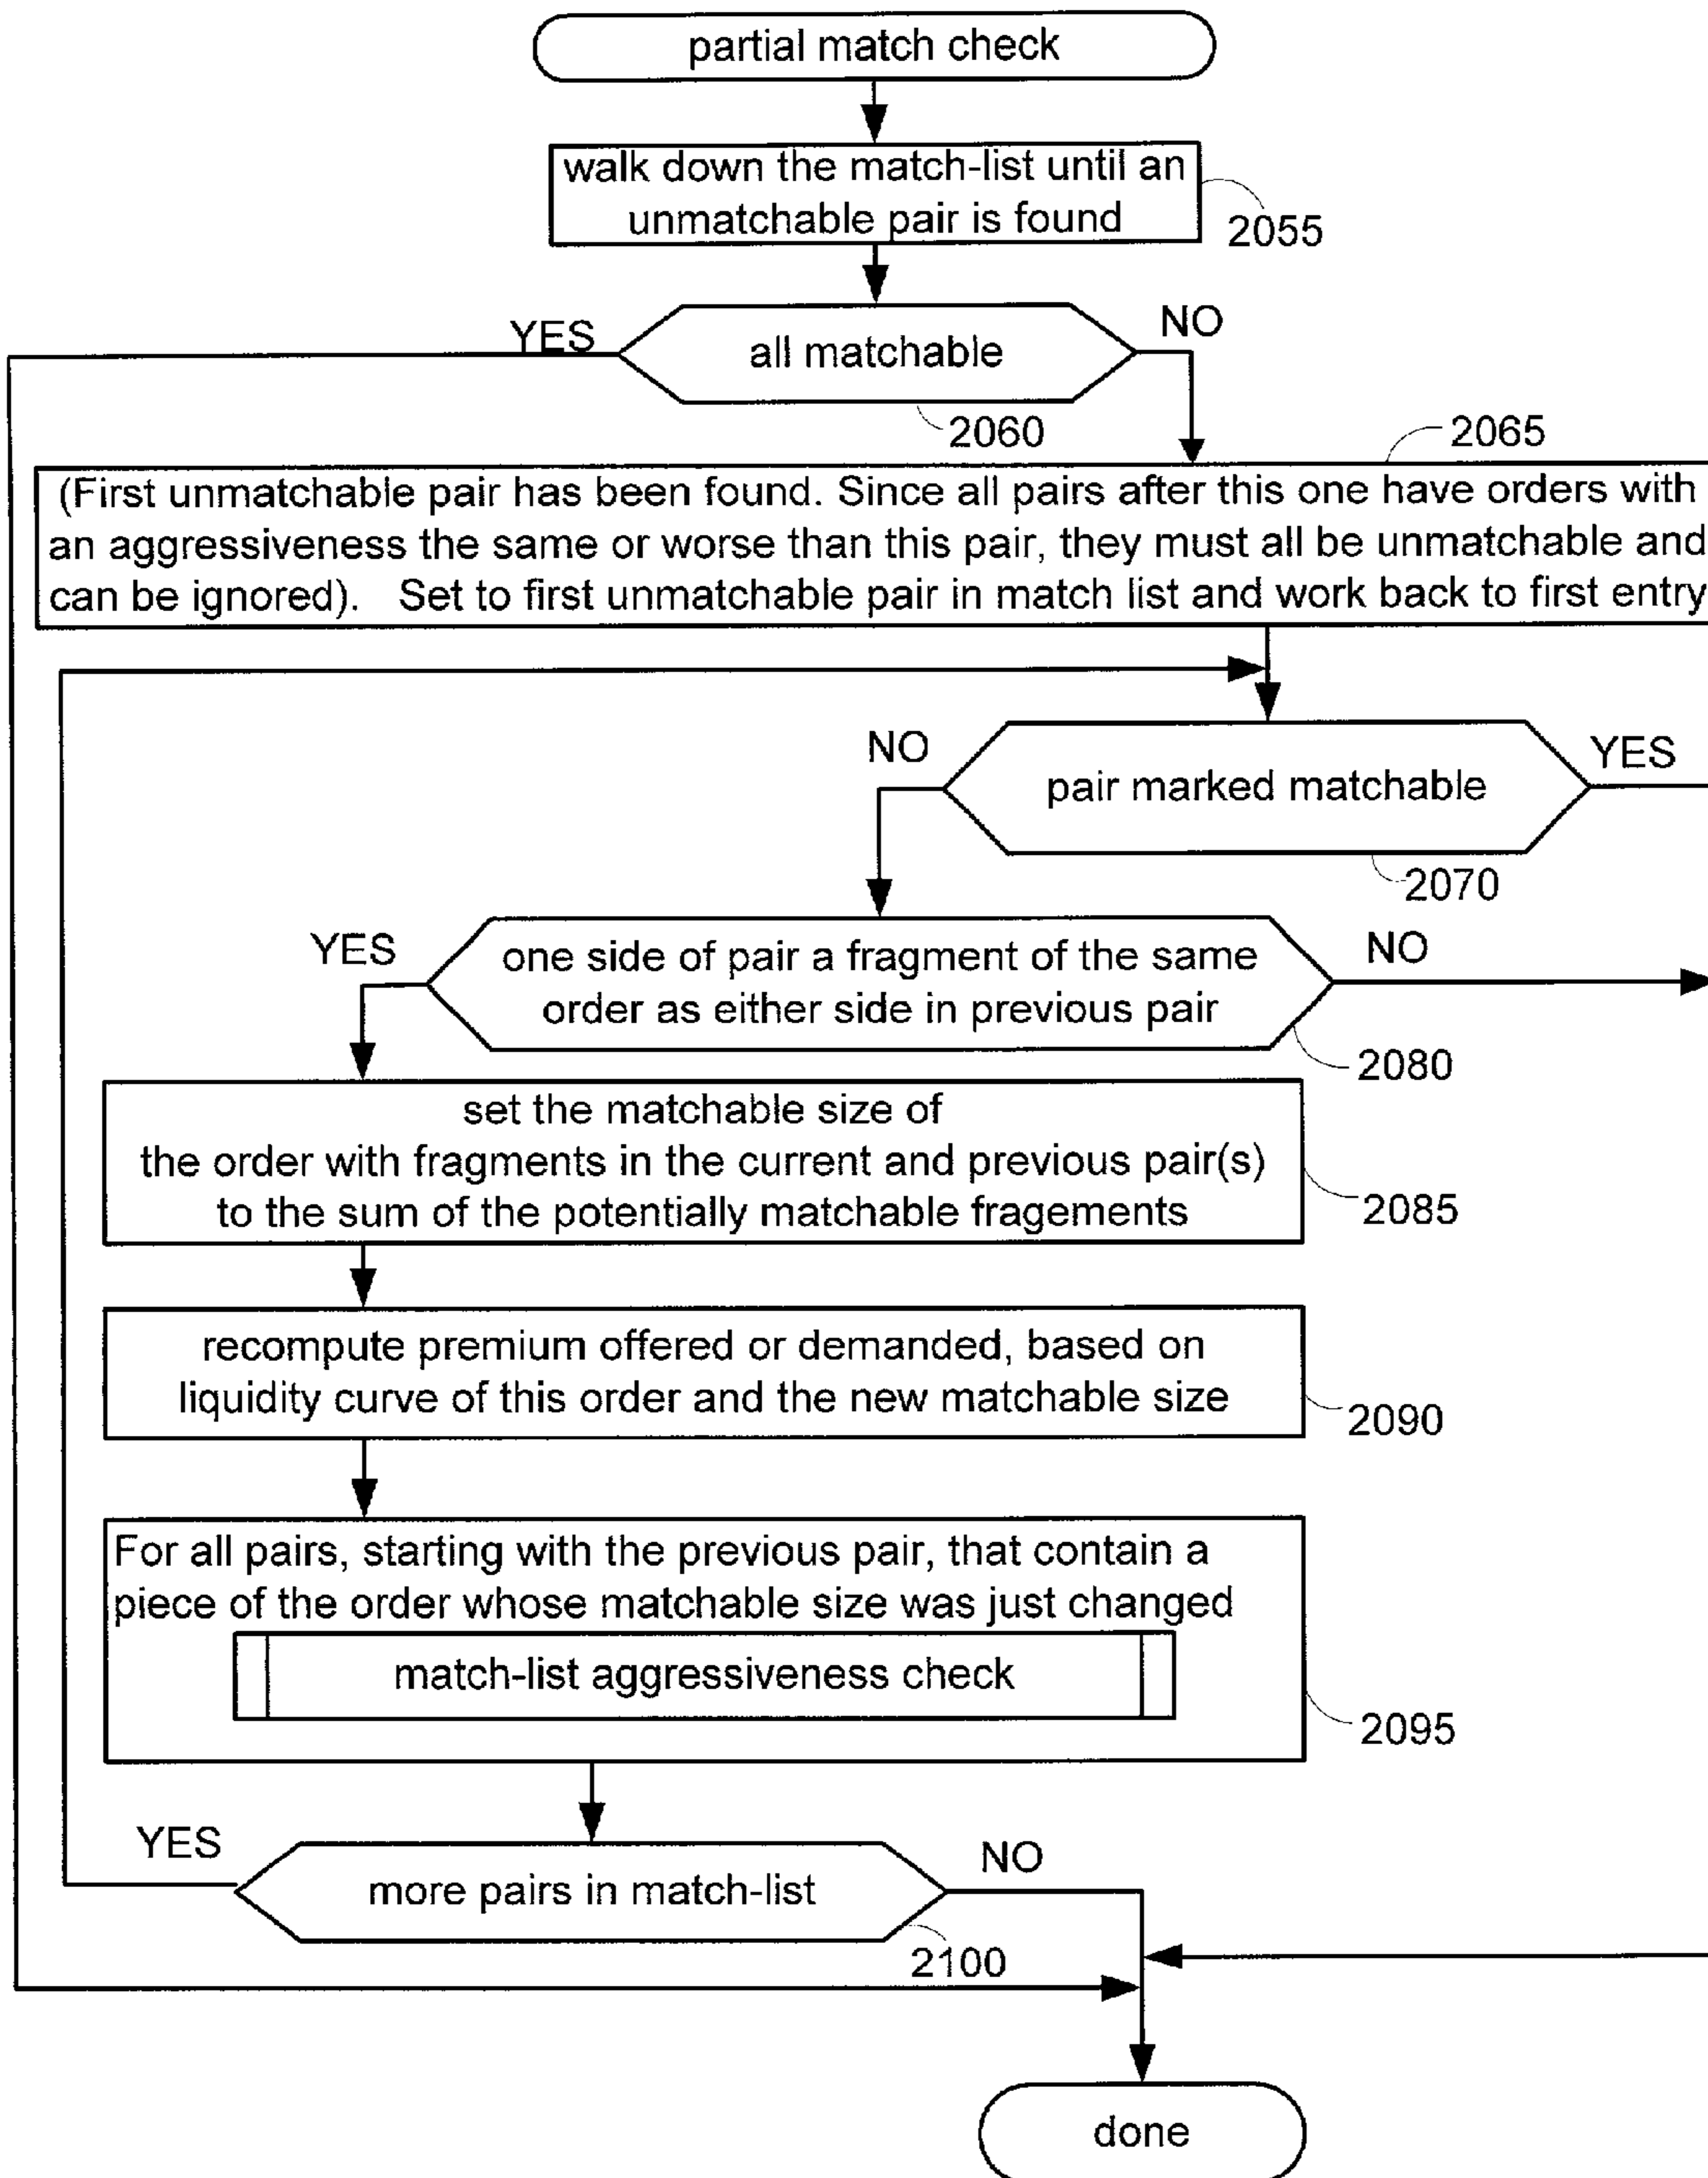 partial match check
walk down the match-list until an
unmatchable pair is found
2055
YES
NO
all matchable
2060
2065
(First unmatchable pair has been found. Since all pairs after this one have orders with
an aggressiveness the same or worse than this pair, they must all be unmatchable and
can be ignored). Set to first unmatchable pair in match list and work back to first entry
NO
YES
pair marked matchable
2070
YES
NO
one side of pair a fragment of the same
order as either side in previous pair
2080
set the matchable size of
the order with fragments in the current and previous pair(s)
to the sum of the potentially matchable fragements
2085
recompute premium offered or demanded, based on
liquidity curve of this order and the new matchable size
2090
For all pairs, starting with the previous pair, that contain a
piece of the order whose matchable size was just changed
match-list aggressiveness check
2095
YES
NO
more pairs in match-list
2100
done